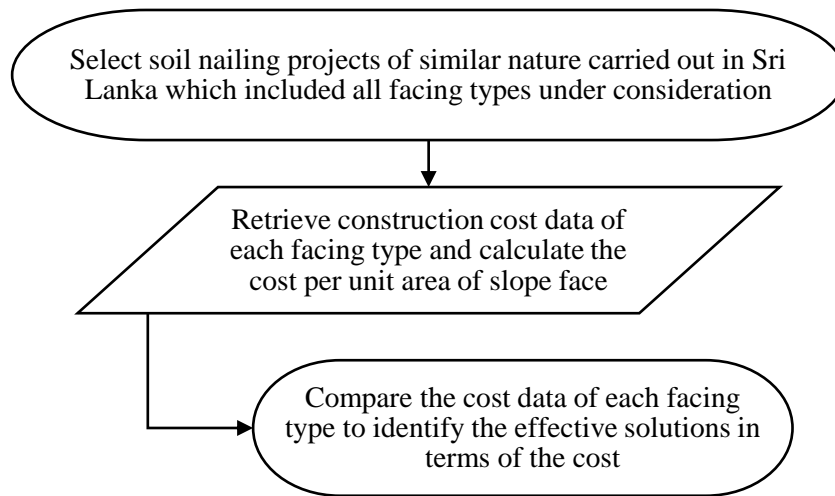 Select soil nailing projects of similar nature carried out in Sri
Lanka which included all facing types under consideration
Retrieve construction cost data of
each facing type and calculate the
cost per unit area of slope face
Compare the cost data of each facing
type to identify the effective solutions in
terms of the cost